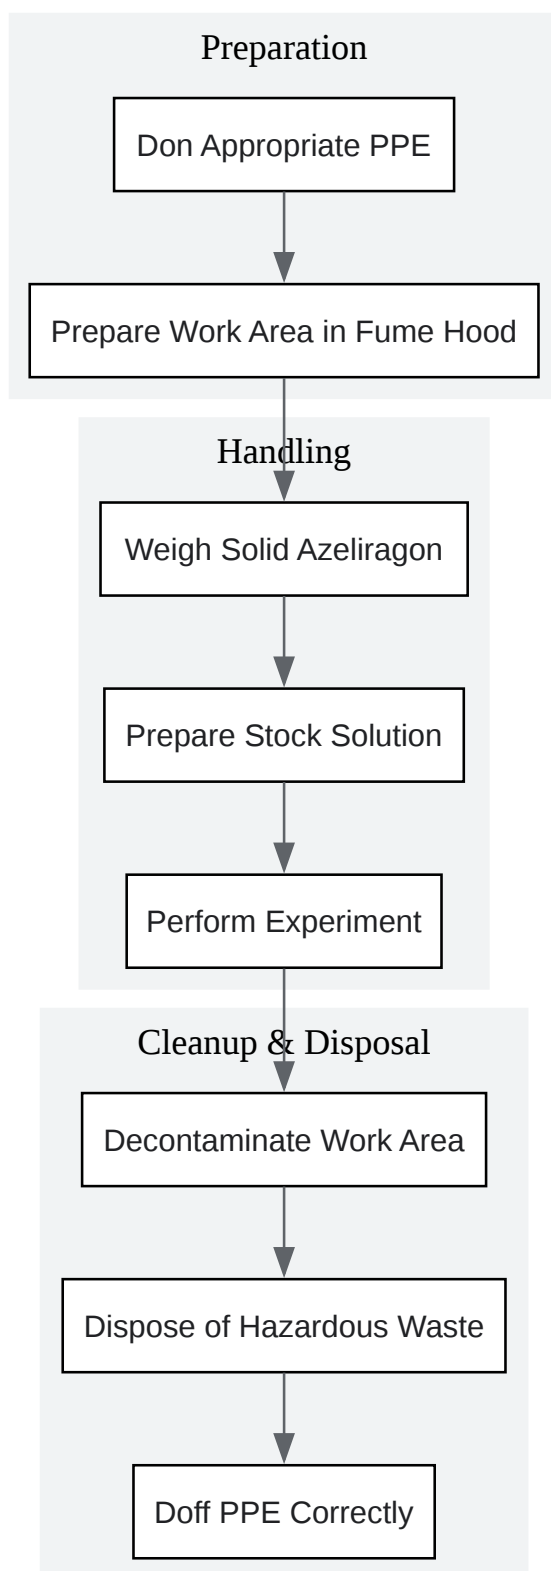 Preparation
Don Appropriate PPE
Prepare Work Area in Fume Hood
Handling
Weigh Solid Azeliragon
Prepare Stock Solution
Perform Experiment
Cleanup & Disposal
Decontaminate Work Area
Dispose of Hazardous Waste
Doff PPE Correctly